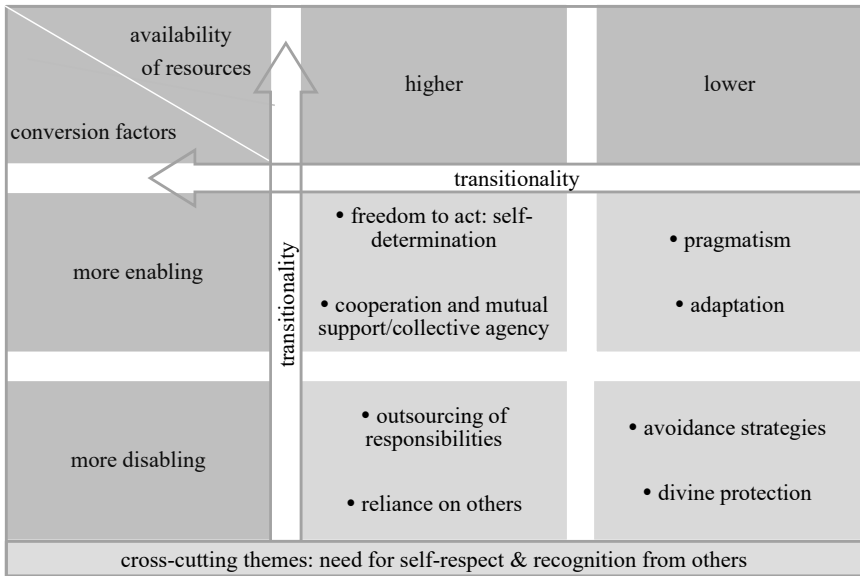 availability
of resources
conversion factors
higher
lower
transitionality
more enabling
transitionality
• freedom to act: self-
determination
• cooperation and mutual
support/collective agency
• pragmatism
• adaptation
more disabling
• outsourcing of
responsibilities
• reliance on others
• avoidance strategies
• divine protection
cross-cutting themes: need for self-respect & recognition from others